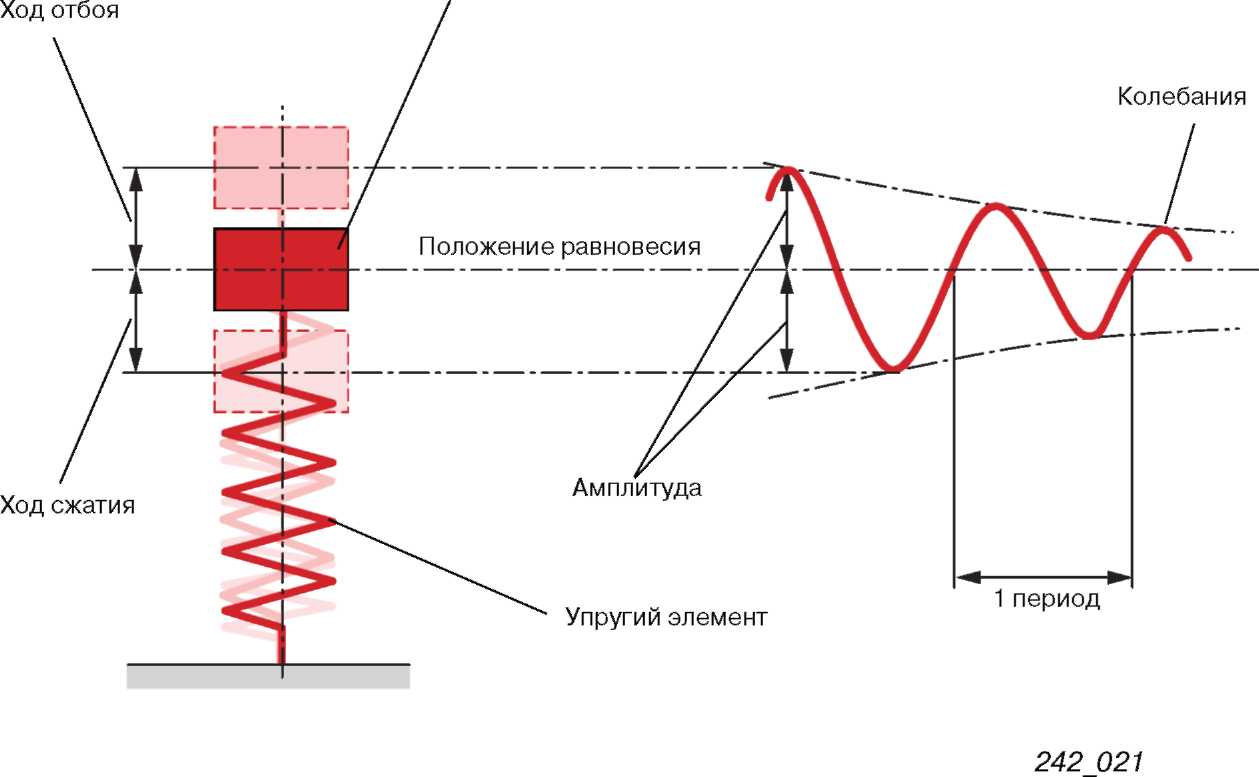 Ход отбоя
Колебания
Положение равновесия
Амплитуда
Ход сжатия
1 период
Упругий элемент
242_021